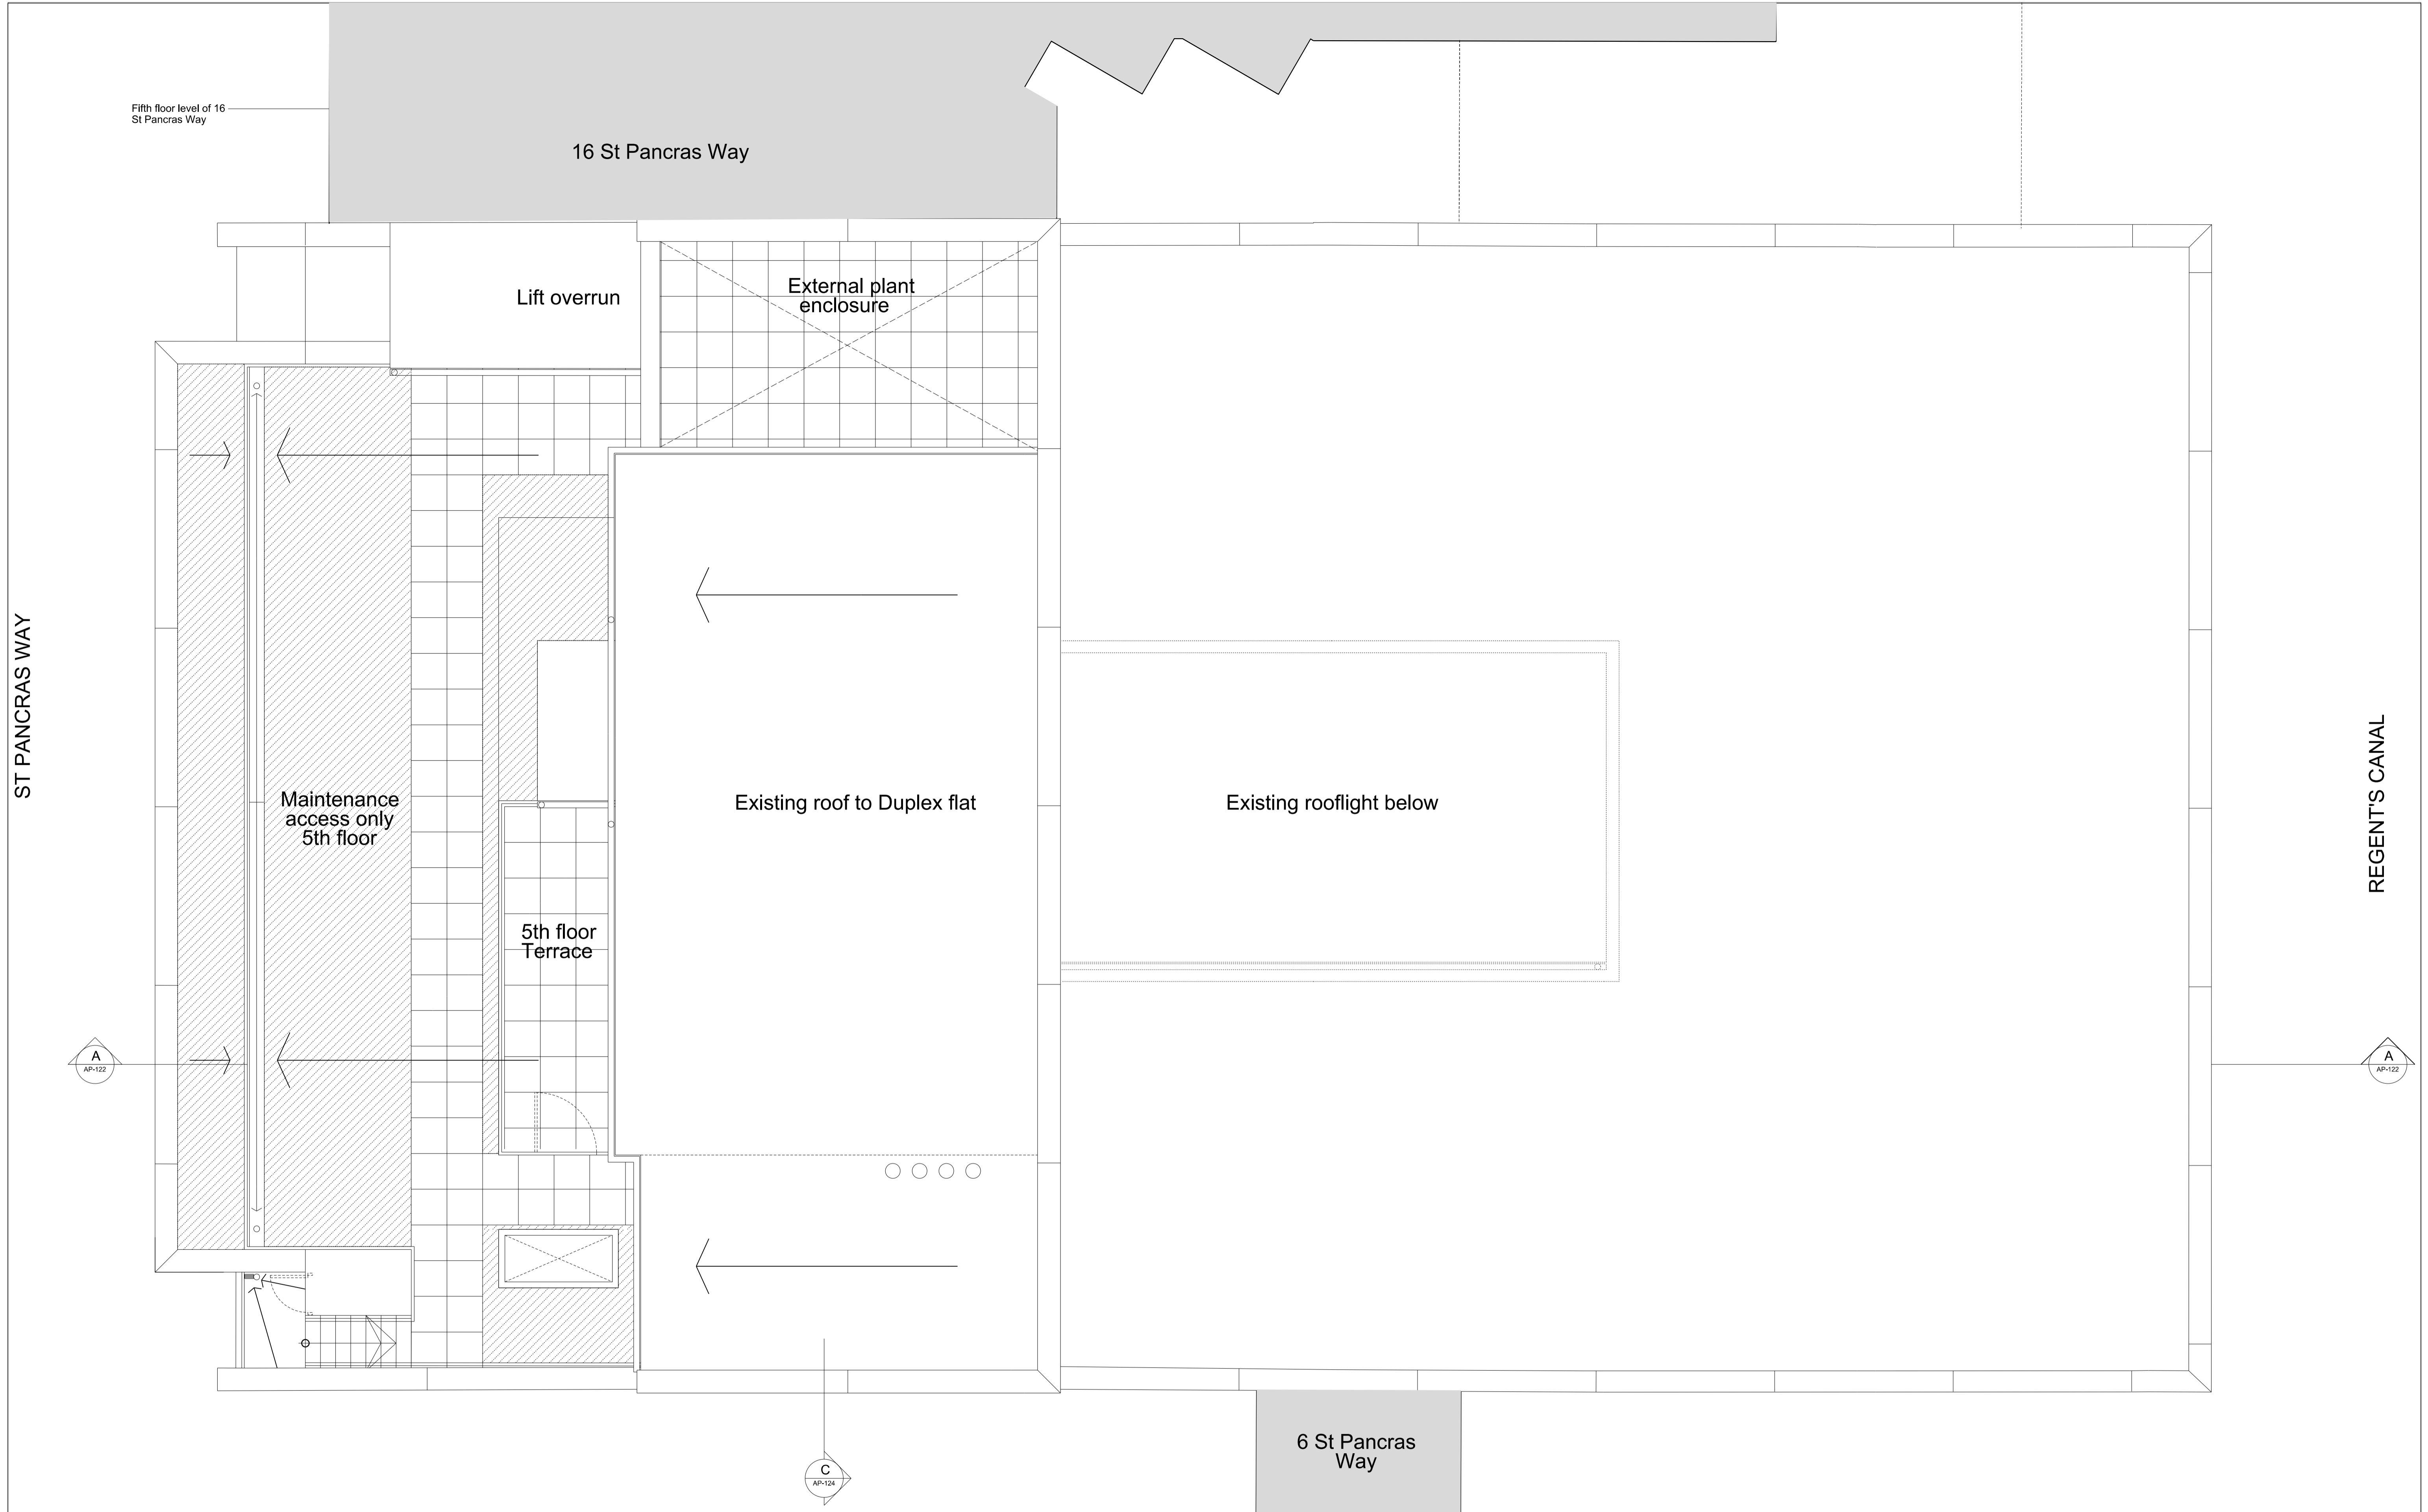 Fifth floor level of 16
St Pancras Way
16 St Pancras Way
Lift overrun
External plant
enclosure
ST PANCRAS WAY
Maintenance
access only
5th floor
Existing roof to Duplex flat
Existing rooflight below
REGENT'S CANAL
5th floor
Terrace
A
AP-122
A
AP-122
6 St Pancras
Way
C
AP-124